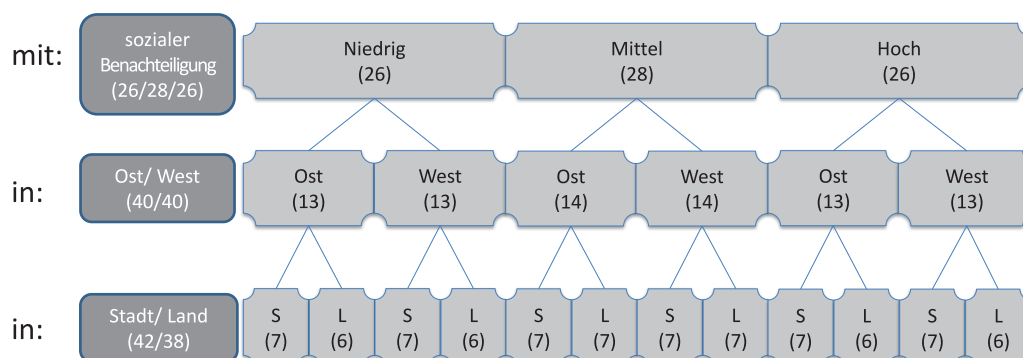 mit:
sozialer
Benachteiligung
(26/28/26)
Niedrig
(26)
Mittel
(28)
Hoch
(26)
in:
Ost/ West
(40/40)
Ost
(13)
West
(13)
Ost
(14)
West
(14)
Ost
(13)
West
(13)
in:
Stadt/ Land
(42/38)
S
(7)
L
(6)
S
(7)
L
(6)
S
(7)
L
(7)
S
(7)
L
(7)
S
(7)
L
(6)
S
(7)
L
(6)